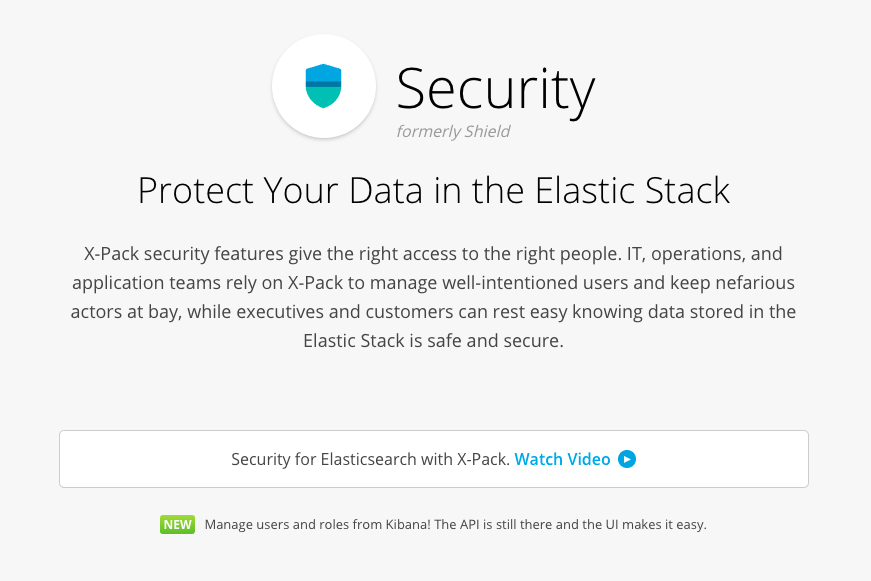 Security
formerly Shield
Protect Your Data in the Elastic Stack
X-Pack security features give the right access to the right people. IT, operations, and
application teams rely on X-Pack to manage well-intentioned users and keep nefarious
actors at bay, while executives and customers can rest easy knowing data stored in the
Elastic Stack is safe and secure.
Security for Elasticsearch with X-Pack. Watch Video
NEW Manage users and roles from Kibana! The API is still there and the UI makes it easy.